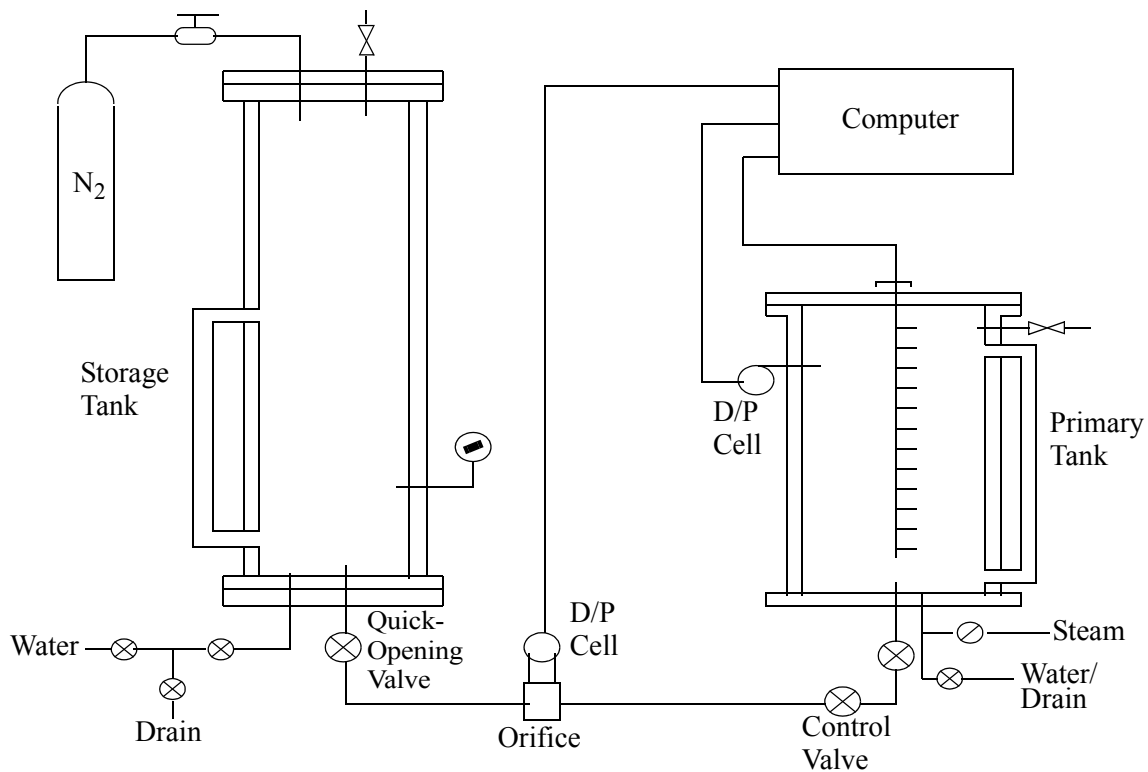 Computer
N2
Storage
Tank
D/P
Cell
Primary
Tank
Water
Drain
Quick-
Opening
Valve
D/P
Cell
Orifice
Control
Valve
Steam
Water/
Drain